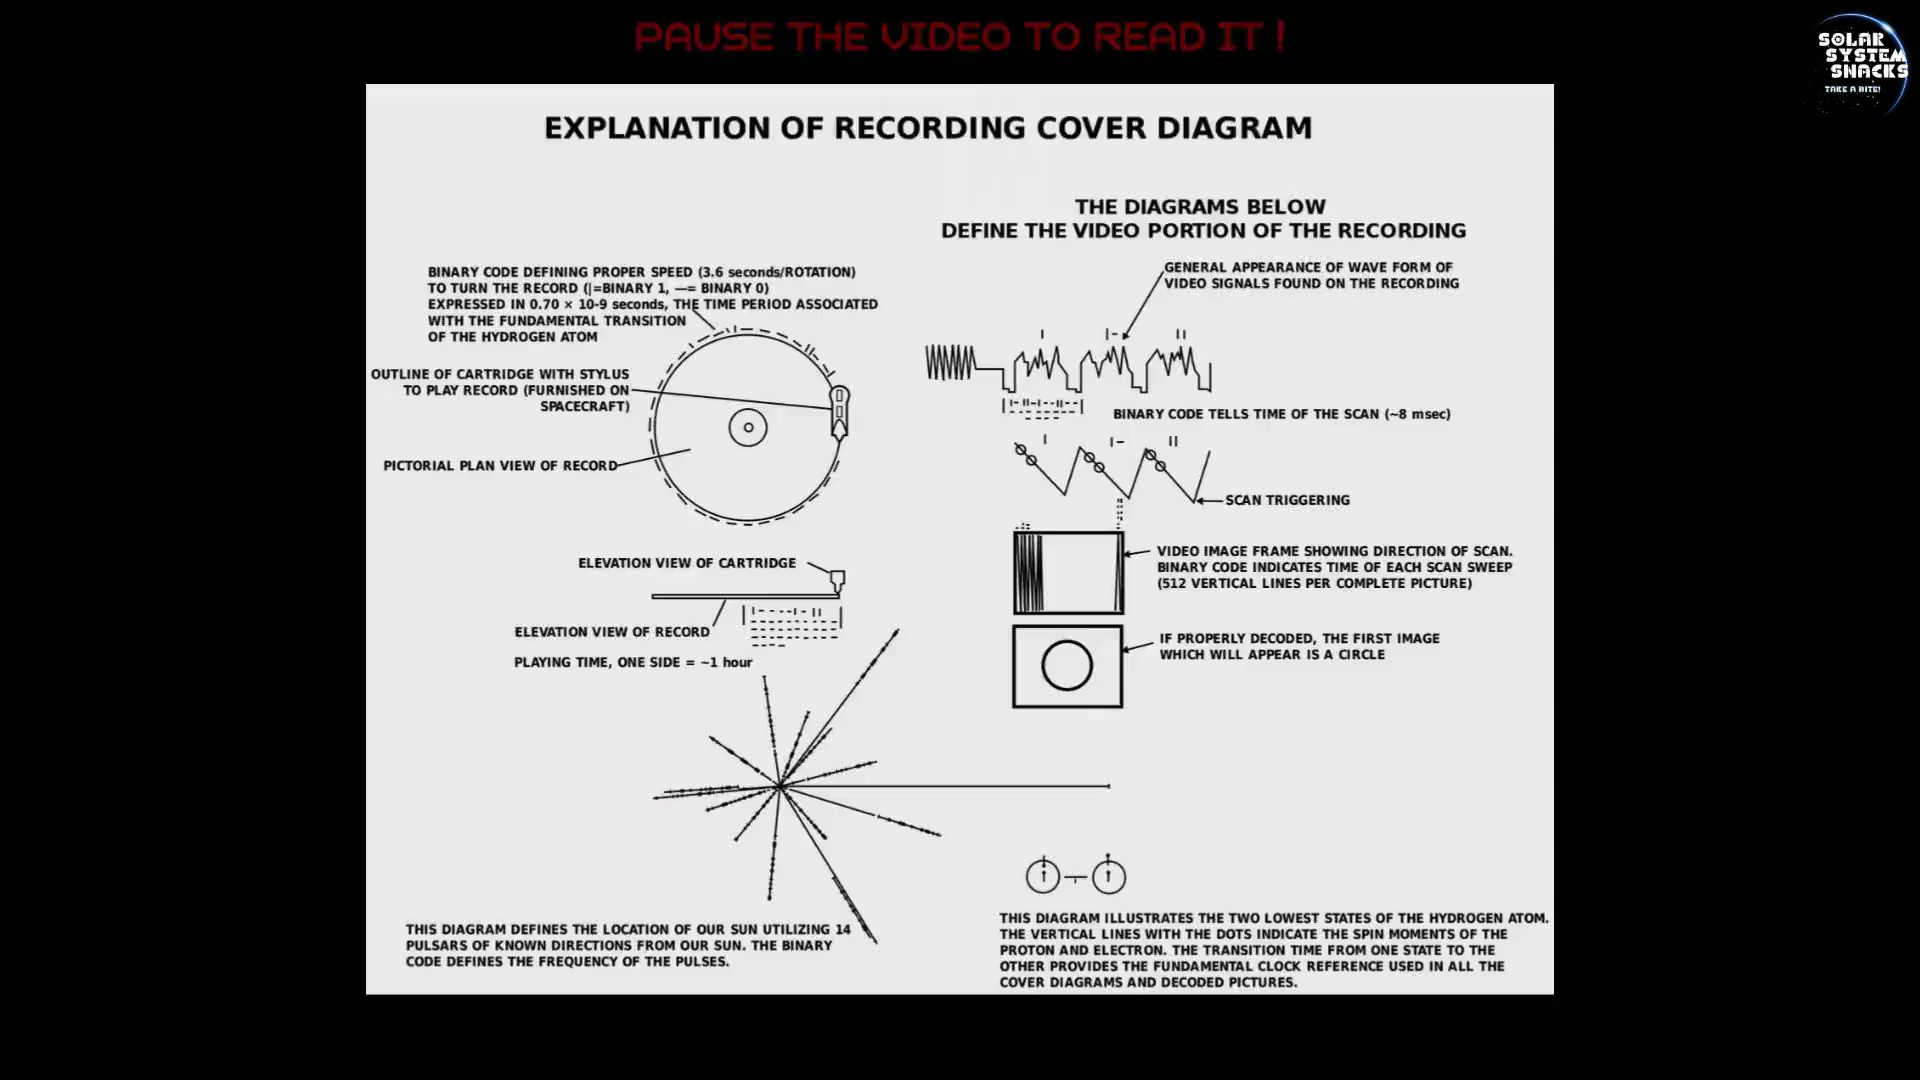 PAUSE THE VIDEO TO READ IT !
SOLAR
SYSTEM
SNACKS
TAKE A BITE!
EXPLANATION OF RECORDING COVER DIAGRAM
BINARY CODE DEFINING PROPER SPEED (3.6 seconds/ROTATION)
TO TURN THE RECORD (|=BINARY 1, —= BINARY 0)
EXPRESSED IN 0.70 × 10-9 seconds, THE TIME PERIOD ASSOCIATED
WITH THE FUNDAMENTAL TRANSITION
OF THE HYDROGEN ATOM
OUTLINE OF CARTRIDGE WITH STYLUS
TO PLAY RECORD (FURNISHED ON
SPACECRAFT)
PICTORIAL PLAN VIEW OF RECORD
ELEVATION VIEW OF CARTRIDGE
ELEVATION VIEW OF RECORD
PLAYING TIME, ONE SIDE = ~1 hour
THIS DIAGRAM DEFINES THE LOCATION OF OUR SUN UTILIZING 14
PULSARS OF KNOWN DIRECTIONS FROM OUR SUN. THE BINARY
CODE DEFINES THE FREQUENCY OF THE PULSES.
THE DIAGRAMS BELOW
DEFINE THE VIDEO PORTION OF THE RECORDING
GENERAL APPEARANCE OF WAVE FORM OF
VIDEO SIGNALS FOUND ON THE RECORDING
BINARY CODE TELLS TIME OF THE SCAN (~8 msec)
SCAN TRIGGERING
VIDEO IMAGE FRAME SHOWING DIRECTION OF SCAN.
BINARY CODE INDICATES TIME OF EACH SCAN SWEEP
(512 VERTICAL LINES PER COMPLETE PICTURE)
IF PROPERLY DECODED, THE FIRST IMAGE
WHICH WILL APPEAR IS A CIRCLE
THIS DIAGRAM ILLUSTRATES THE TWO LOWEST STATES OF THE HYDROGEN ATOM.
THE VERTICAL LINES WITH THE DOTS INDICATE THE SPIN MOMENTS OF THE
PROTON AND ELECTRON. THE TRANSITION TIME FROM ONE STATE TO THE
OTHER PROVIDES THE FUNDAMENTAL CLOCK REFERENCE USED IN ALL THE
COVER DIAGRAMS AND DECODED PICTURES.